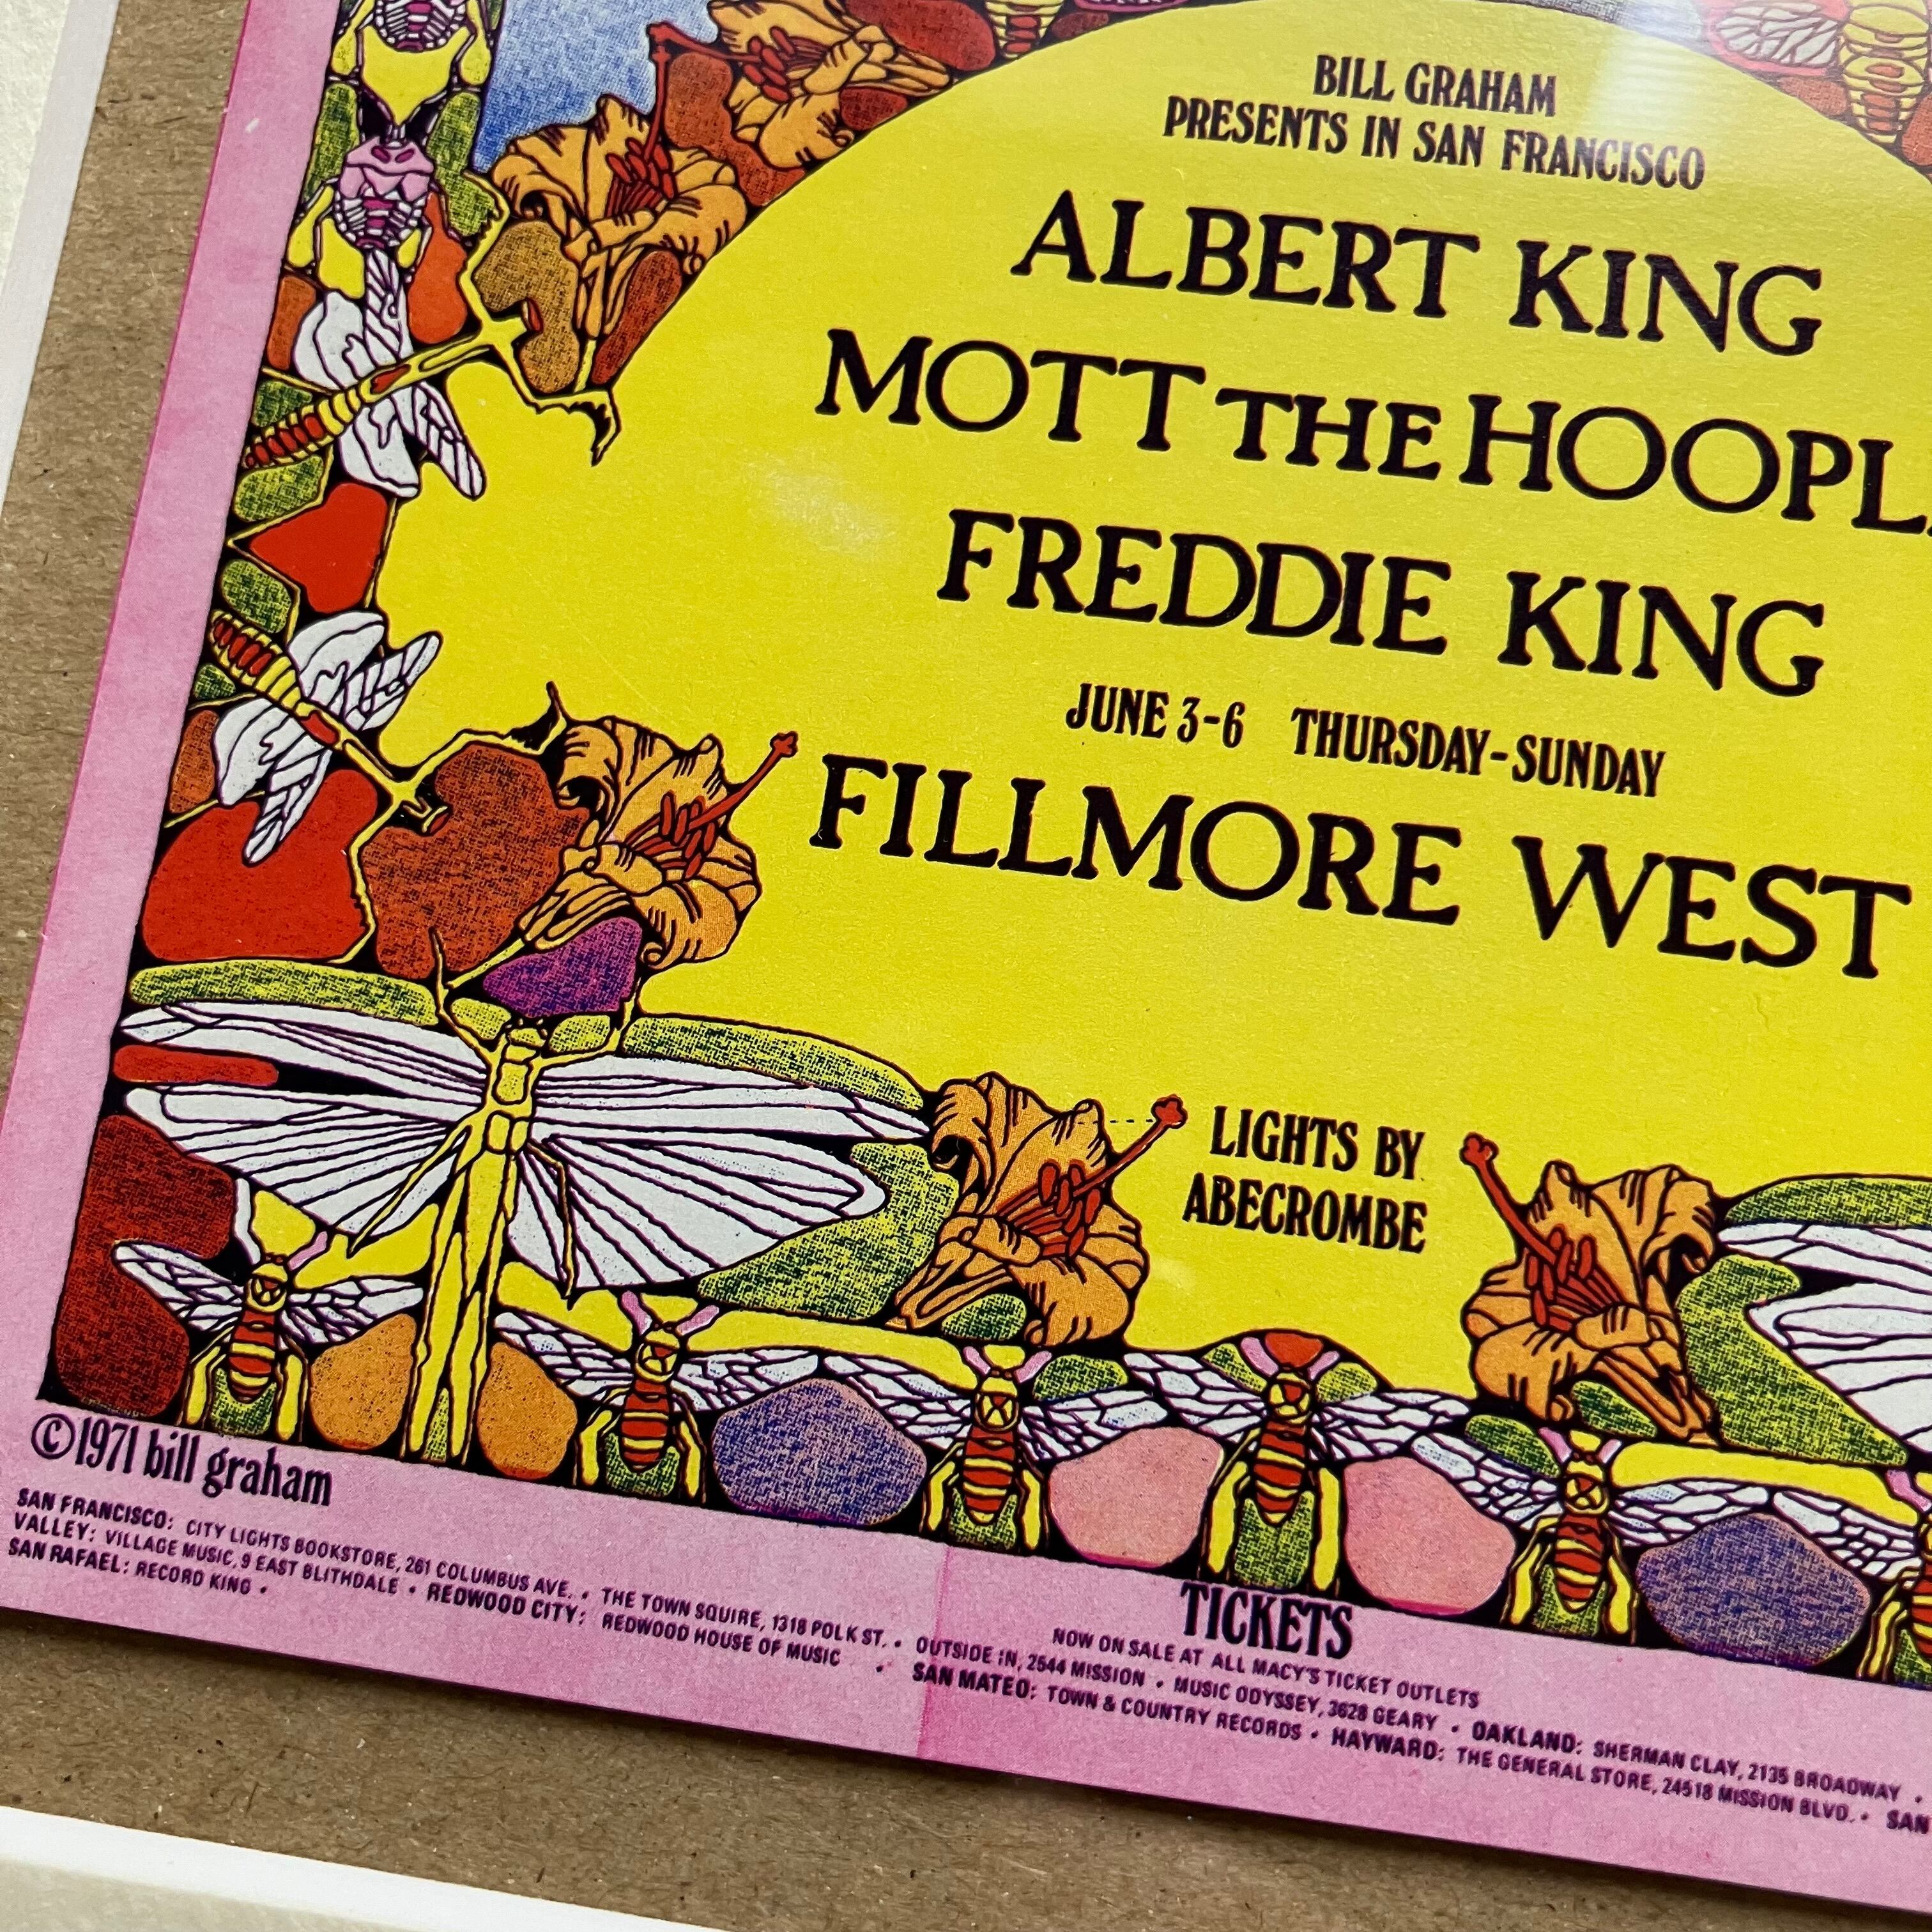 BILL GRAHAM
PRESENTS IN SAN FRANCISCO
ALBERT KING
MOTT THE HOOPL
FREDDIE KING
JUNE 3-6 THURSDAY-SUNDAY
FILLMORE WEST
LIGHTS BY
ABECROMBE
©1971 bill graham
TICKETS
NOW ON SALE AT ALL MACY'S TICKET OUTLETS
SAN FRANCISCO: CITY LIGHTS BOOKSTORE, 261 COLUMBUS AVE. • THE TOWN SQUIRE, 1318 POLK ST. • OUTSIDE IN, 2544 MISSION • MUSIC ODYSSEY, 3628 GEARY • OAKLAND: SHERMAN CLAY, 2135 BROADWAY •
VALLEY: VILLAGE MUSIC, 9 EAST BLITHDALE • REDWOOD CITY: REDWOOD HOUSE OF MUSIC • SAN MATEO: TOWN & COUNTRY RECORDS • HAYWARD: THE GENERAL STORE, 24518 MISSION BLVD. • SAN
SAN RAFAEL: RECORD KING •